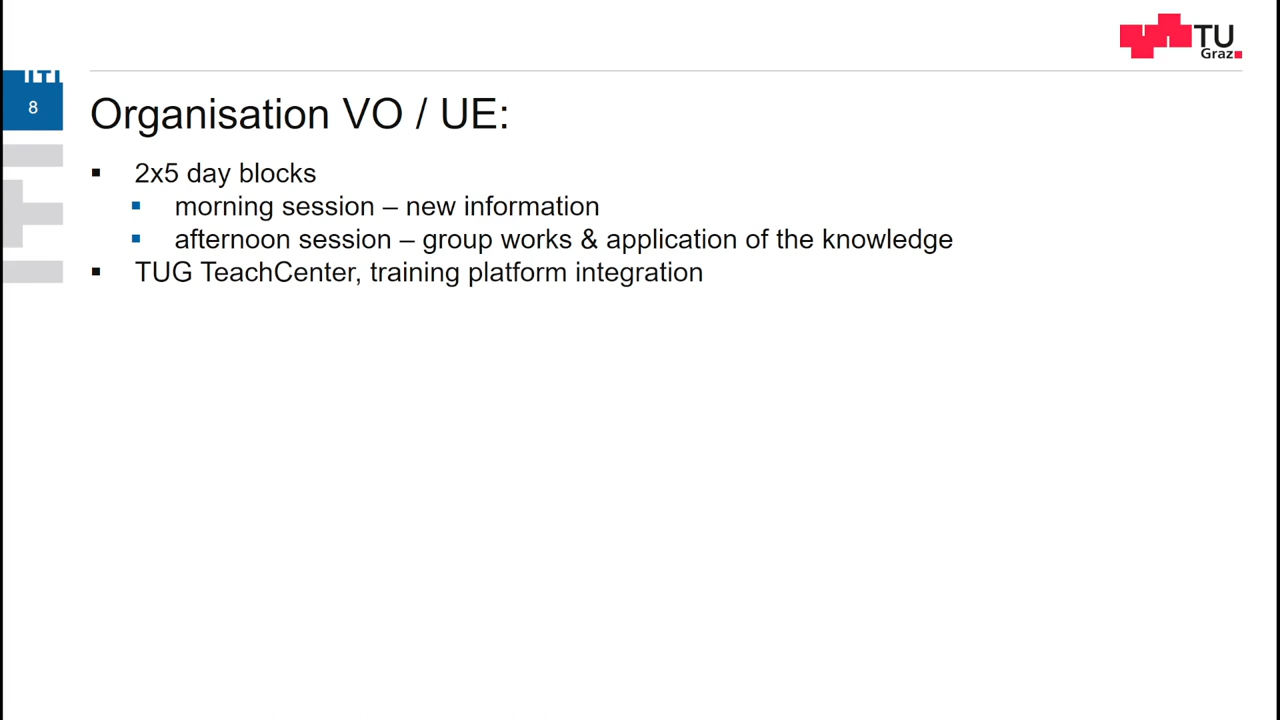 TU
Graz
8
Organisation VO / UE:
2x5 day blocks
morning session – new information
afternoon session – group works & application of the knowledge
TUG TeachCenter, training platform integration